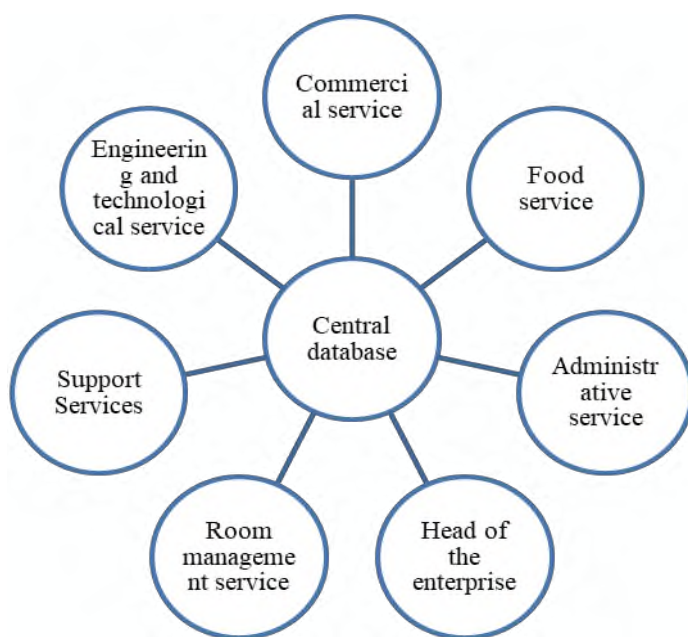 Commerci
al service
Engineerin
g and
technologi
cal service
Food
service
Central
database
Support
Services
Administr
ative
service
Room
manageme
nt service
Head of
the
enterprise